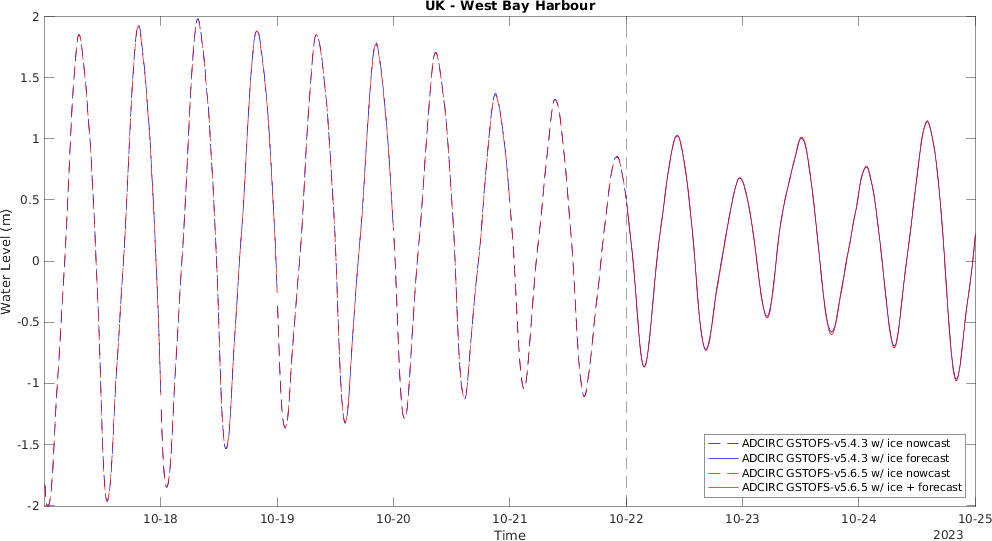 UK - West Bay Harbour
2
1.5
1
0.5
0
-0.5
-1
-1.5
-2
Water Level (m)
10-18
10-19
10-20
10-21
10-22
10-23
10-24
10-25
Time
2023
ADCIRC GSTOFS-v5.4.3 w/ ice nowcast
ADCIRC GSTOFS-v5.4.3 w/ ice forecast
ADCIRC GSTOFS-v5.6.5 w/ ice nowcast
ADCIRC GSTOFS-v5.6.5 w/ ice + forecast